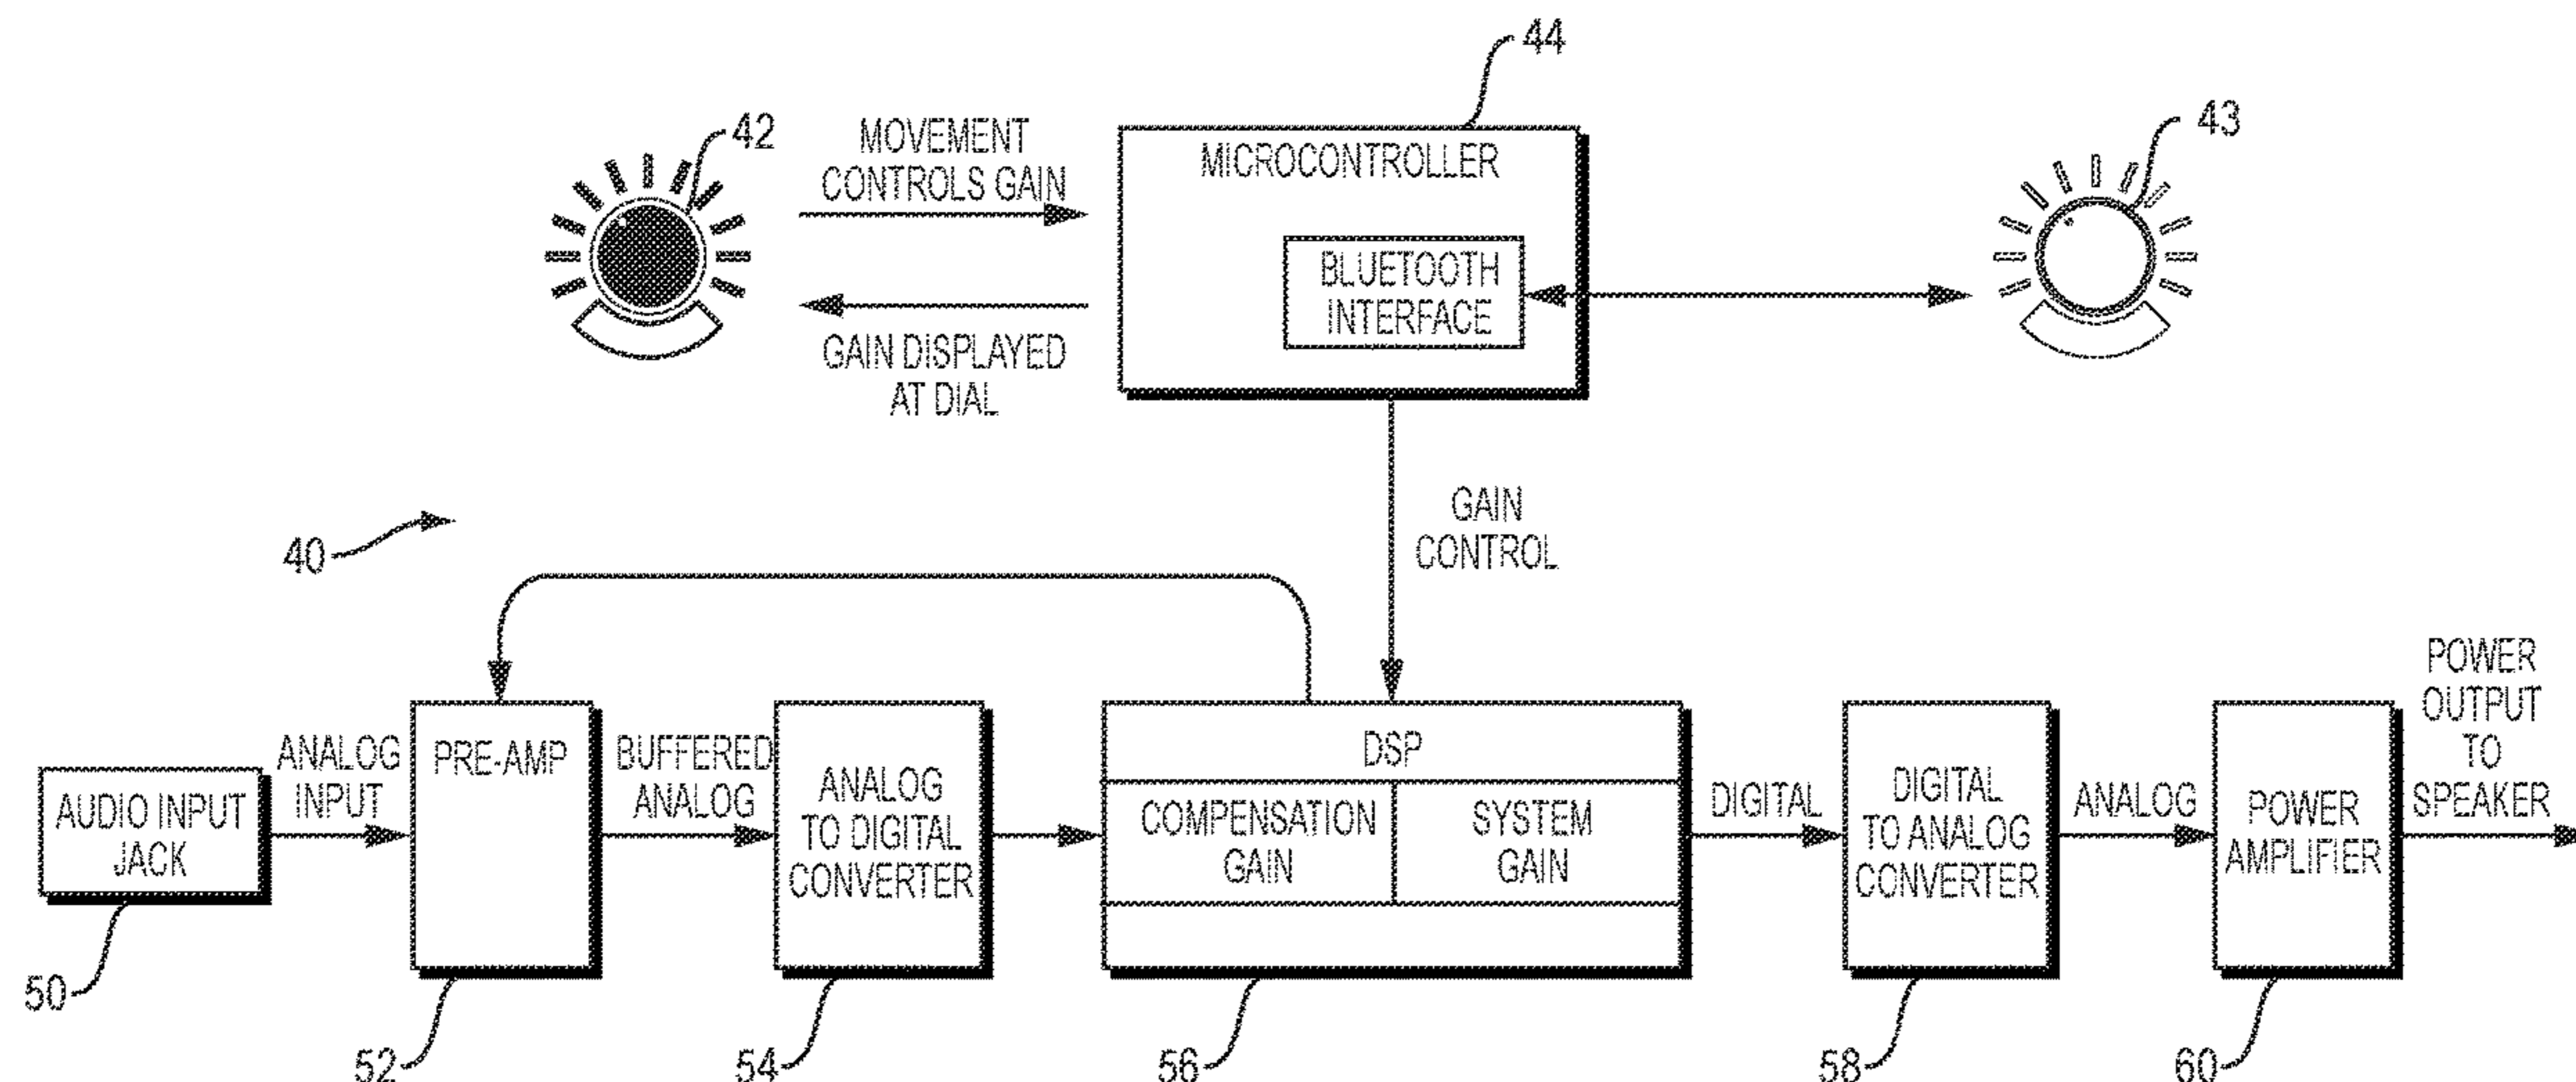 44
42
MOVEMENT
CONTROLS GAIN
MICROCONTROLLER
43
BLUETOOTH
INTERFACE
GAIN DISPLAYED
AT DIAL
40
GAIN
CONTROL
AUDIO INPUT
JACK
50
ANALOG
INPUT
PRE-AMP
52
BUFFERED
ANALOG
ANALOG
TO DIGITAL
CONVERTER
54
DSP
COMPENSATION
GAIN
SYSTEM
GAIN
56
DIGITAL
DIGITAL
TO ANALOG
CONVERTER
58
ANALOG
POWER
AMPLIFIER
60
POWER
OUTPUT
TO
SPEAKER